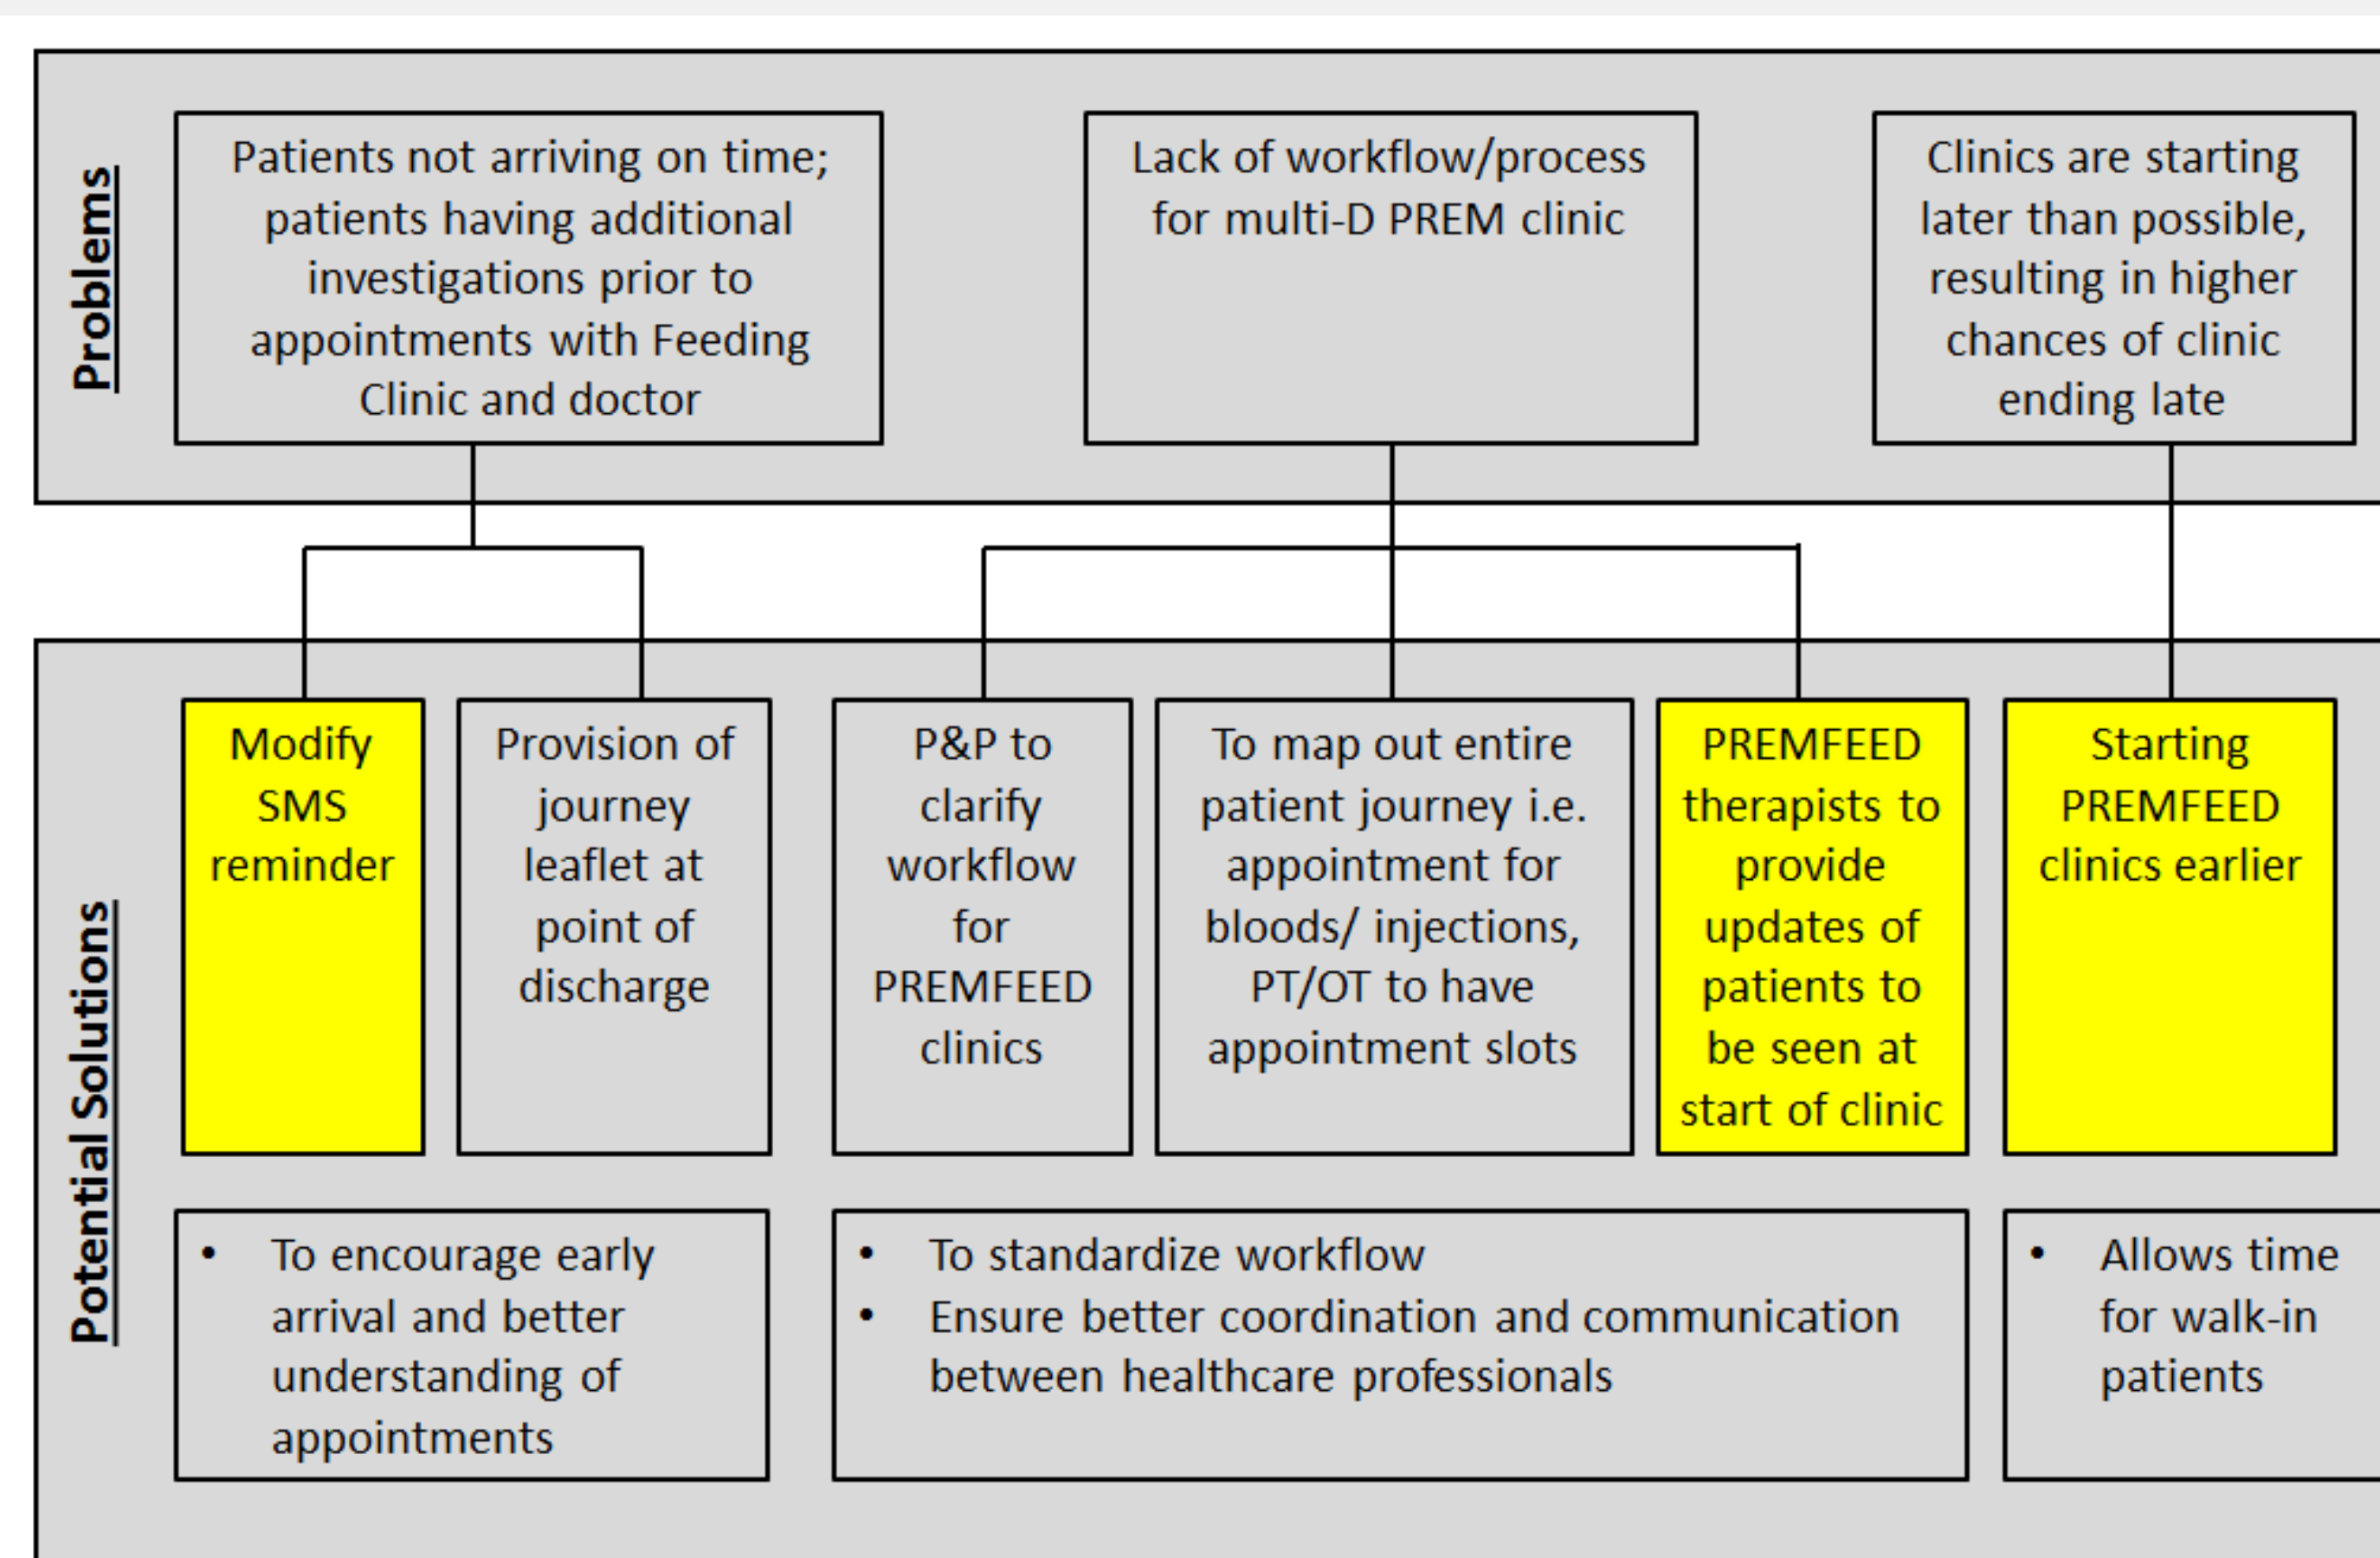 Problems
Patients not arriving on time;
patients having additional
investigations prior to
appointments with Feeding
Clinic and doctor
Lack of workflow/process
for multi-D PREM clinic
Clinics are starting
later than possible,
resulting in higher
chances of clinic
ending late
Potential Solutions
Modify
SMS
reminder
Provision of
journey
leaflet at
point of
discharge
P&P to
clarify
workflow
for
PREMFEED
clinics
To map out entire
patient journey i.e.
appointment for
bloods/ injections,
PT/OT to have
appointment slots
PREMFEED
therapists to
provide
updates of
patients to
be seen at
start of clinic
Starting
PREMFEED
clinics earlier
• To encourage early
arrival and better
understanding of
appointments
• To standardize workflow
• Ensure better coordination and communication
between healthcare professionals
• Allows time
for walk-in
patients